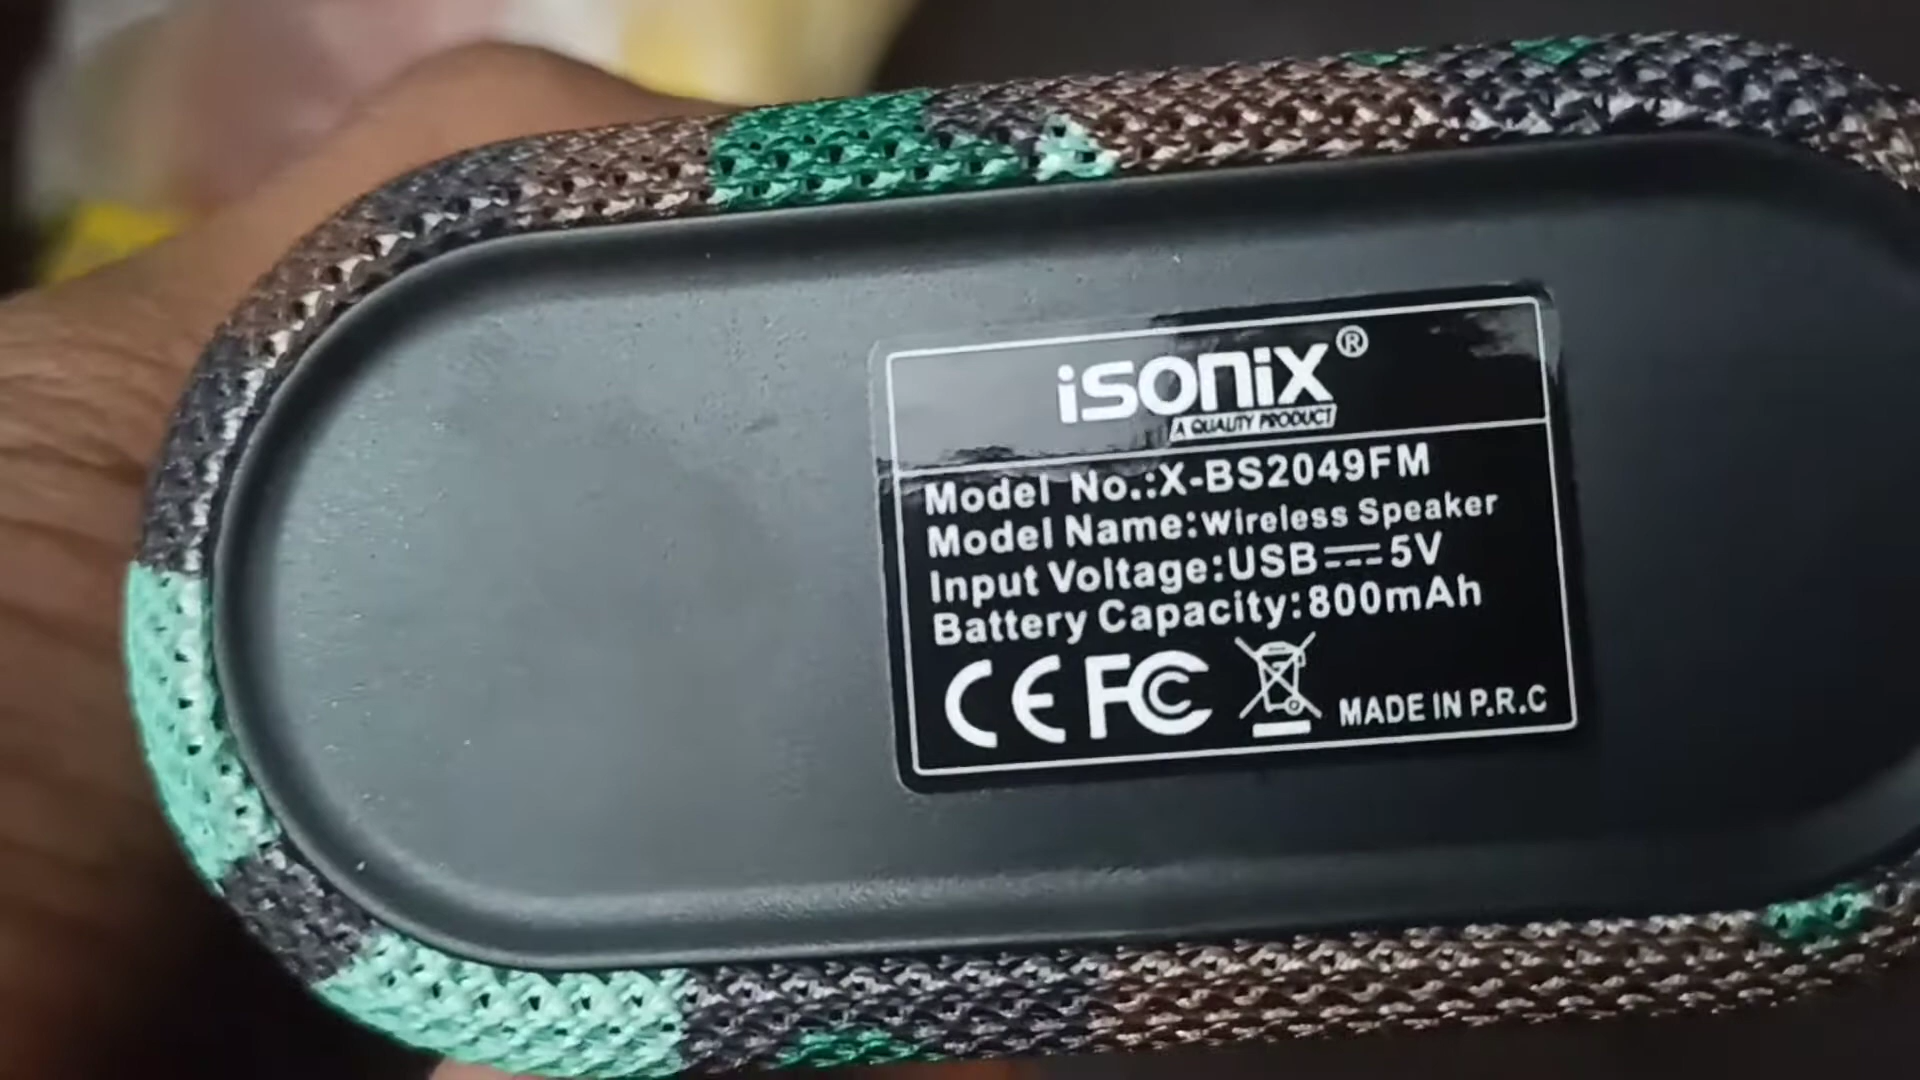 isonix®
A QUALITY PRODUCT
Model No.:X-BS2049FM
Model Name:Wireless Speaker
Input Voltage:USB⎓5V
Battery Capacity:800mAh
CE FC MADE IN P.R.C